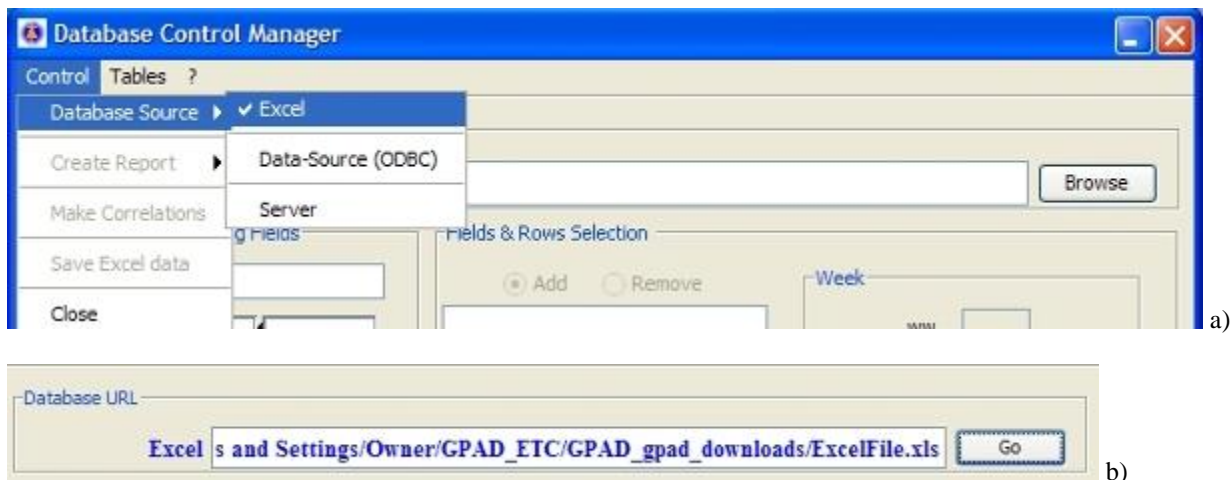 Database Control Manager
Control Tables ?
Database Source Excel
Create Report Data-Source (ODBC) Browse
Make Correlations Server
g Fields Fields & Rows Selection
Save Excel data Add Remove Week
Close ww
a)
Database URL
Excel s and Settings/Owner/GPAD_ETC/GPAD_gpad_downloads/ExcelFile.xls Go
b)